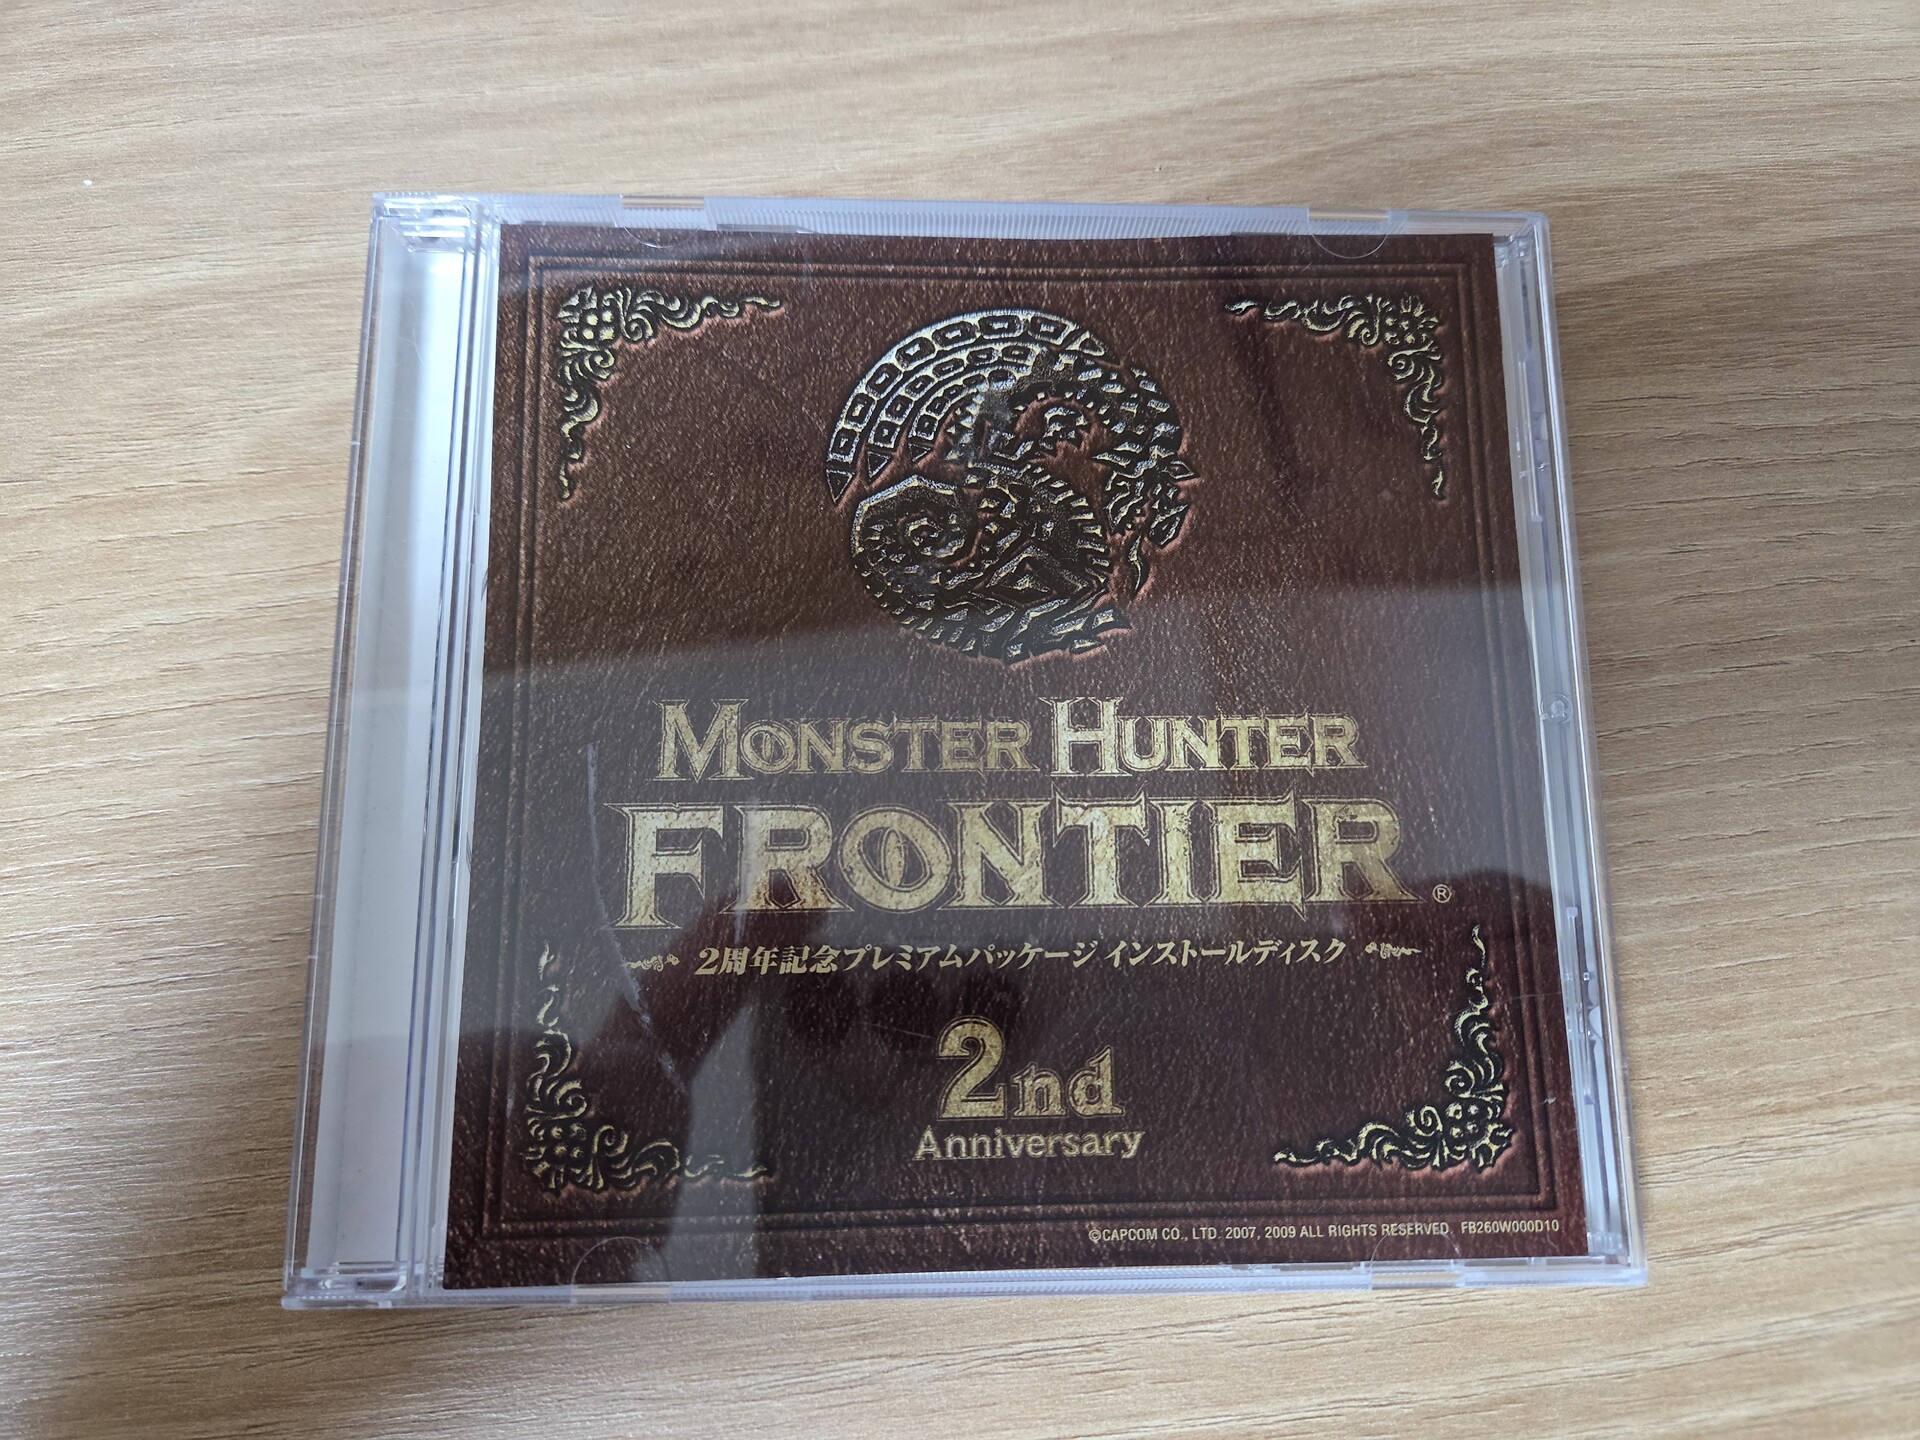 MONSTER HUNTER
FRONTIER®
2周年記念プレミアムパッケージ インストールディスク
2nd
Anniversary
©CAPCOM CO., LTD. 2007, 2009 ALL RIGHTS RESERVED. FB260W000D10